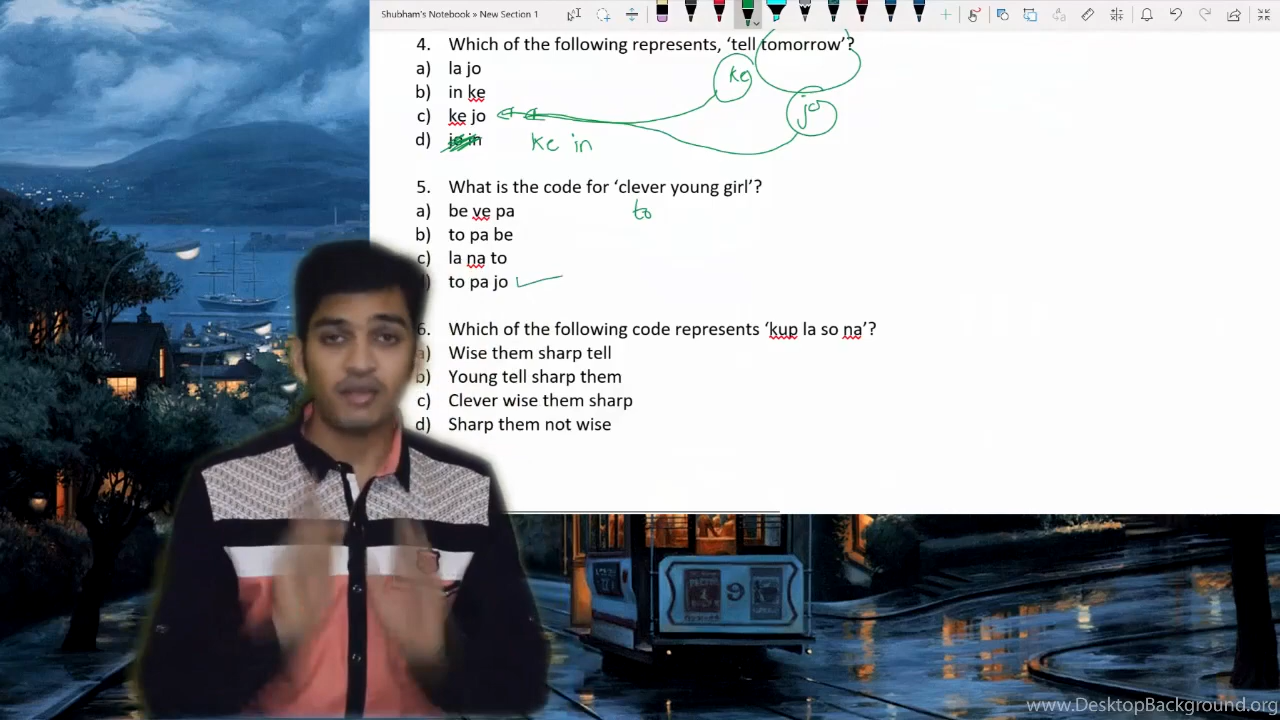 Shubham's Notebook » New Section 1
4. Which of the following represents, 'tell tomorrow'?
a) la jo
b) in ke
c) ke jo
d) jo in
ke
jo
ke in
5. What is the code for 'clever young girl'?
a) be ve pa
to
b) to pa be
c) la na to
) to pa jo
6. Which of the following code represents 'kup la so na'?
a) Wise them sharp tell
b) Young tell sharp them
c) Clever wise them sharp
d) Sharp them not wise
9
www.DesktopBackground.org